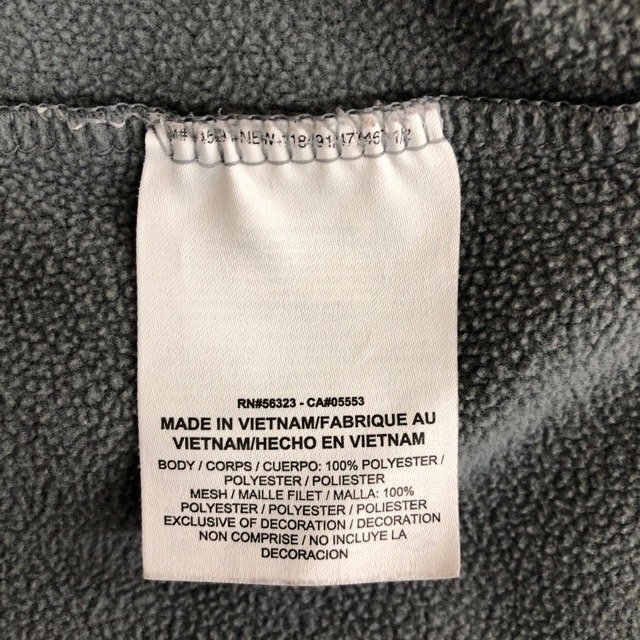 RN#56323 - CA#05553
MADE IN VIETNAM/FABRIQUE AU
VIETNAM/HECHO EN VIETNAM
BODY / CORPS / CUERPO: 100% POLYESTER /
POLYESTER / POLIESTER
MESH / MAILLE FILET / MALLA: 100%
POLYESTER / POLYESTER / POLIESTER
EXCLUSIVE OF DECORATION / DECORATION
NON COMPRISE / NO INCLUYE LA
DECORACION